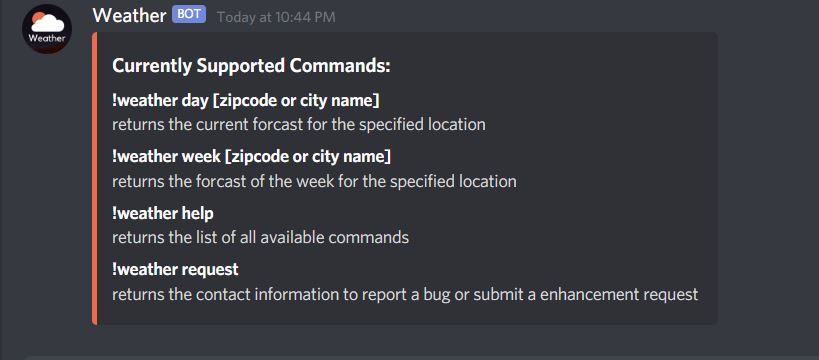 Weather BOT Today at 10:44 PM
Weather
Currently Supported Commands:
!weather day [zipcode or city name]
returns the current forcast for the specified location
!weather week [zipcode or city name]
returns the forcast of the week for the specified location
!weather help
returns the list of all available commands
!weather request
returns the contact information to report a bug or submit a enhancement request